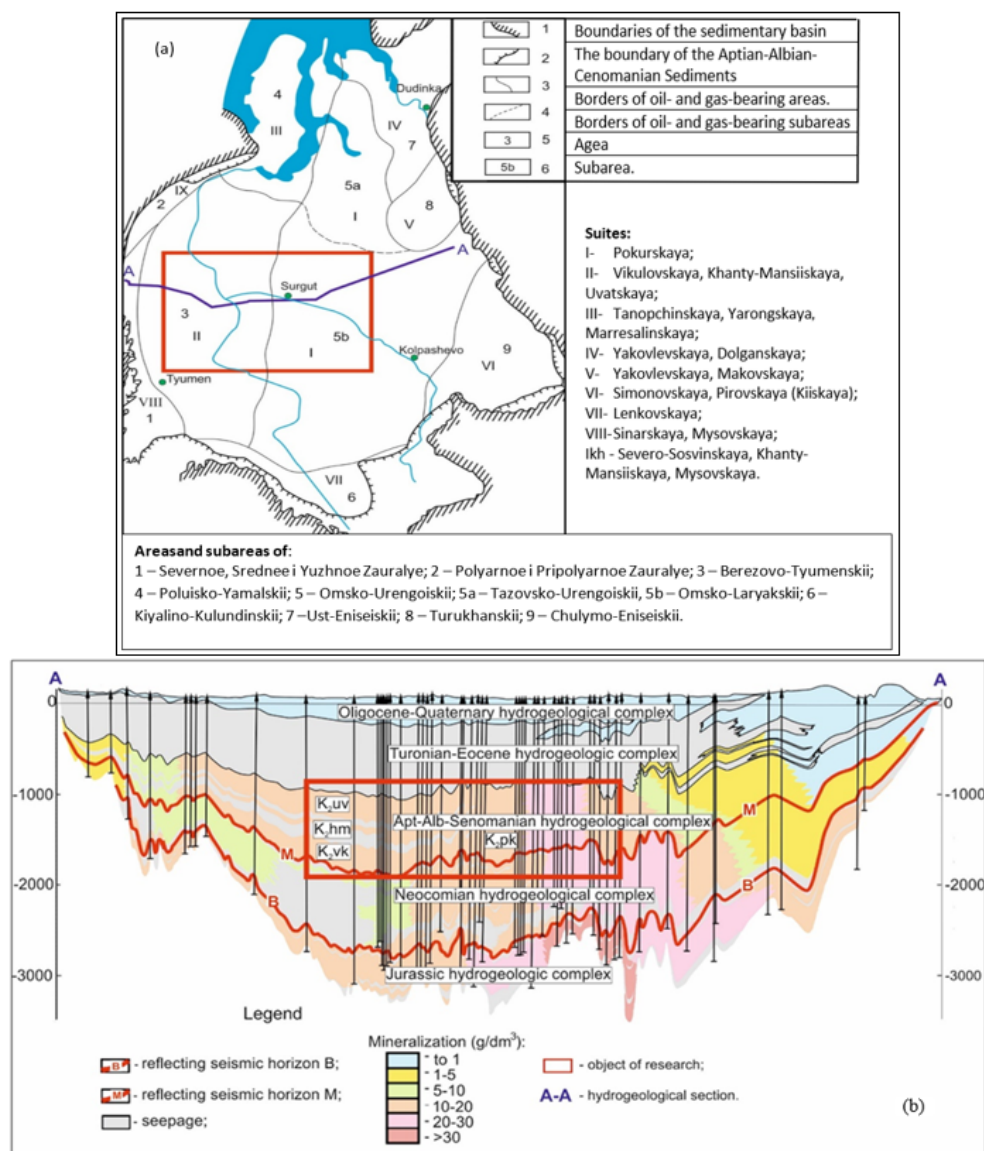 (a)
1 Boundaries of the sedimentary basin
2 The boundary of the Aptian-Albian-
Cenomanian Sediments
3 Borders of oil- and gas-bearing areas.
4 Borders of oil- and gas-bearing subareas
3 5 Agea
5b 6 Subarea.
Dudinka
4
III
IV
7
IX
2
5a
I
8
V
A
A
Surgut
3
II
5b
I
Kolpashevo
9
VI
Tyumen
VIII
1
VII
6
Suites:
I- Pokurskaya;
II- Vikulovskaya, Khanty-Mansiiskaya,
Uvatskaya;
III- Tanopchinskaya, Yarongskaya,
Marresalinskaya;
IV- Yakovlevskaya, Dolganskaya;
V- Yakovlevskaya, Makovskaya;
VI- Simonovskaya, Pirovskaya (Kiiskaya);
VII- Lenkovskaya;
VIII-Sinarskaya, Mysovskaya;
Ikh - Severo-Sosvinskaya, Khanty-
Mansiiskaya, Mysovskaya.
Areasand subareas of:
1 – Severnoe, Srednee i Yuzhnoe Zauralye; 2 – Polyarnoe i Pripolyarnoe Zauralye; 3 – Berezovo-Tyumenskii;
4 – Poluisko-Yamalskii; 5 – Omsko-Urengoiskii; 5a – Tazovsko-Urengoiskii, 5b – Omsko-Laryakskii; 6 –
Kiyalino-Kulundinskii; 7 –Ust-Eniseiskii; 8 – Turukhanskii; 9 – Chulymo-Eniseiskii.
A A
0 0
Oligocene-Quaternary hydrogeological complex
Turonian-Eocene hydrogeologic complex
-1000 -1000
K₂uv
M
Apt-Alb-Senomanian hydrogeological complex
K₂hm
K₂pk
K₂vk
M
-2000 -2000
B
Neocomian hydrogeological complex
B
-3000 -3000
Jurassic hydrogeologic complex
Legend
Mineralization (g/dm³):
B - reflecting seismic horizon B;
M - reflecting seismic horizon M;
- seepage;
- to 1
- 1-5
- 5-10
- 10-20
- 20-30
- >30
- object of research;
A-A - hydrogeological section.
(b)